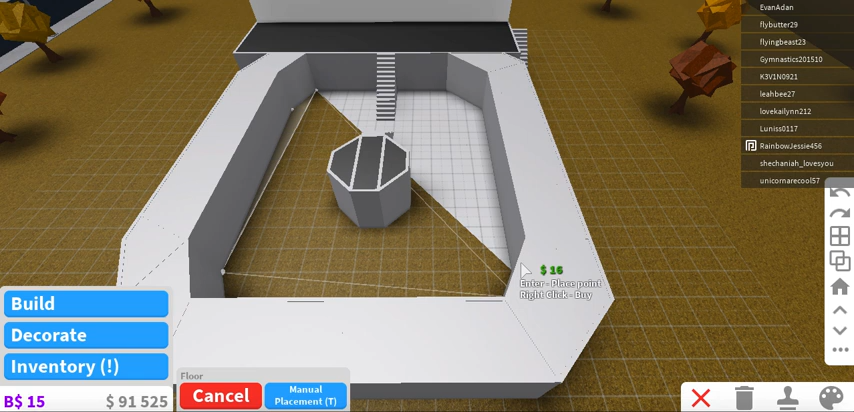 EvanAdan
flybutter29
flyingbeast23
Gymnastics201510
K3V1N0921
leahbee27
lovekailynn212
Luniss0117
RainbowJessie456
shechaniah_lovesyou
unicornarecool57
$ 16
Enter - Place point
Right Click - Buy
Build
Decorate
Inventory (!)
B$ 15
$ 91 525
Floor
Cancel
Manual
Placement (T)